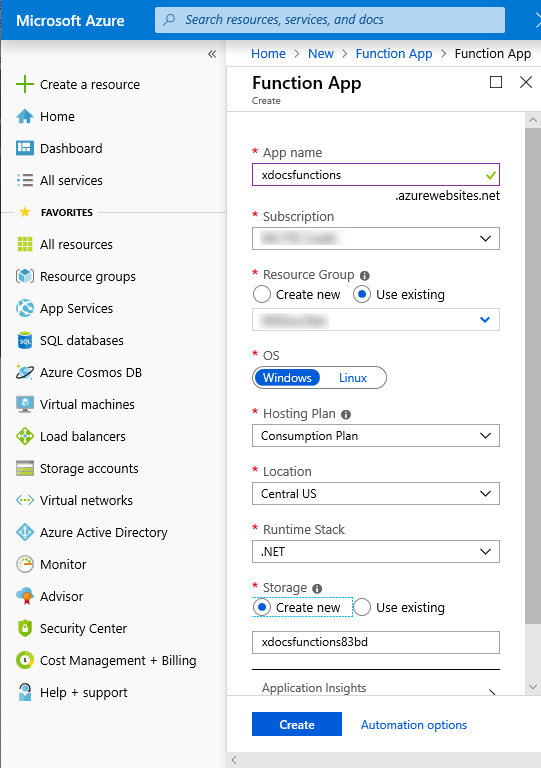 Microsoft Azure
Search resources, services, and docs
«
Create a resource
Home
Dashboard
All services
FAVORITES
All resources
Resource groups
App Services
SQL databases
Azure Cosmos DB
Virtual machines
Load balancers
Storage accounts
Virtual networks
Azure Active Directory
Monitor
Advisor
Security Center
Cost Management + Billing
Help + support
Home > New > Function App > Function App
Function App
Create
* App name
xdocsfunctions
.azurewebsites.net
* Subscription
* Resource Group
Create new Use existing
* OS
Windows Linux
* Hosting Plan
Consumption Plan
* Location
Central US
* Runtime Stack
.NET
* Storage
Create new Use existing
xdocsfunctions83bd
Application Insights
Create Automation options